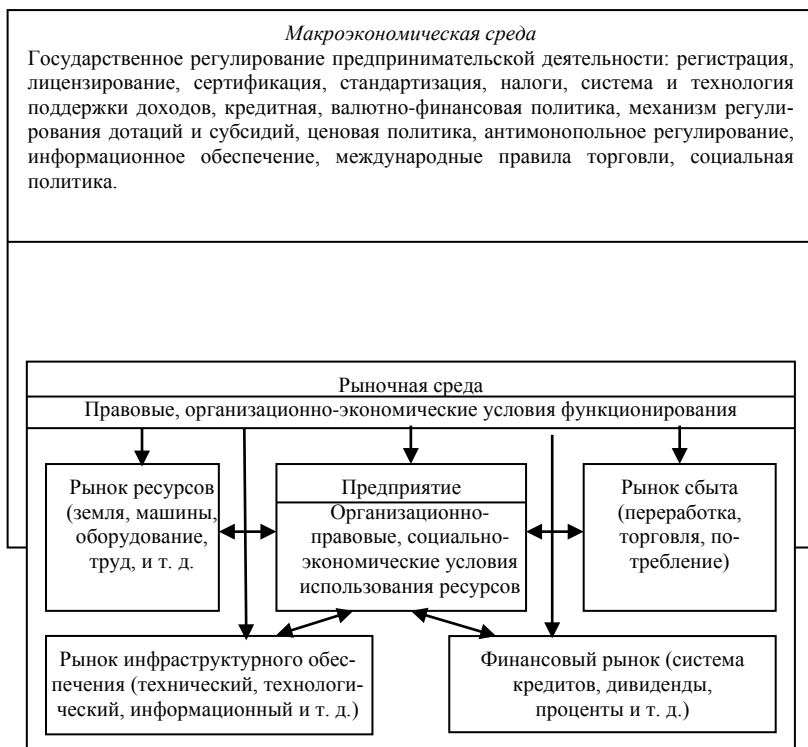 Макроэкономическая среда
Государственное регулирование предпринимательской деятельности: регистрация,
лицензирование, сертификация, стандартизация, налоги, система и технология
поддержки доходов, кредитная, валютно-финансовая политика, механизм регули-
рования дотаций и субсидий, ценовая политика, антимонопольное регулирование,
информационное обеспечение, международные правила торговли, социальная
политика.
Рыночная среда
Правовые, организационно-экономические условия функционирования
Рынок ресурсов
(земля, машины,
оборудование,
труд, и т. д.
Предприятие
Организационно-
правовые, социально-
экономические условия
использования ресурсов
Рынок сбыта
(переработка,
торговля, по-
требление)
Рынок инфраструктурного обес-
печения (технический, технологи-
ческий, информационный и т. д.)
Финансовый рынок (система
кредитов, дивиденды,
проценты и т. д.)